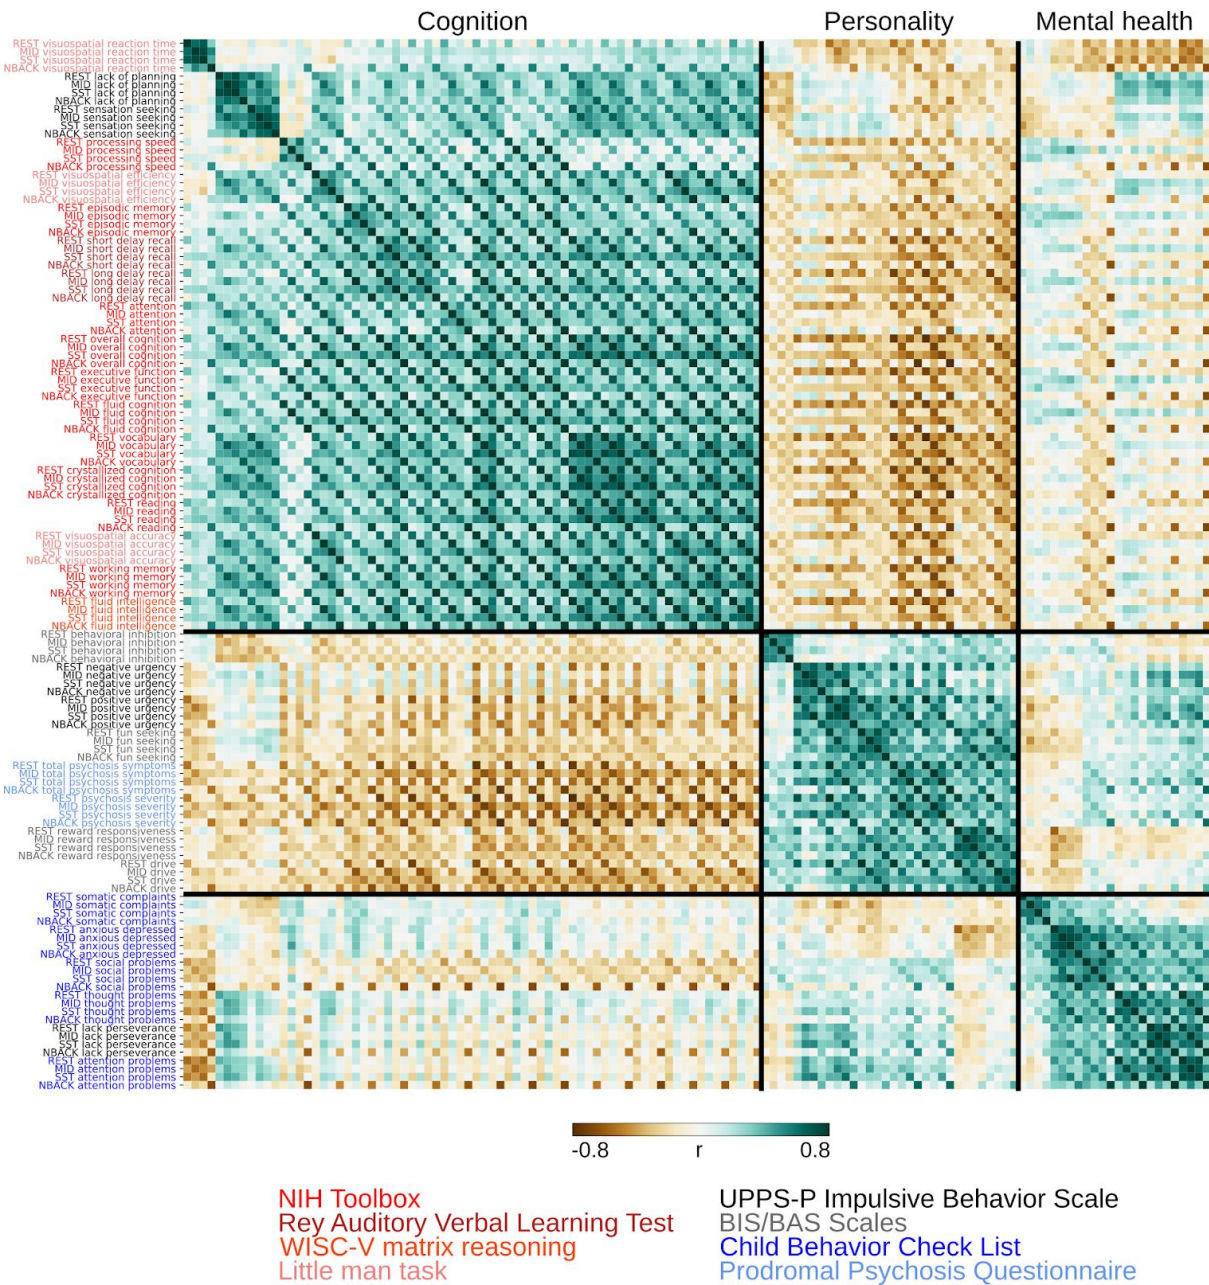 Cognition Personality Mental health
REST visuospatial reaction time
MID visuospatial reaction time
SST visuospatial reaction time
NBACK visuospatial reaction time
REST lack of planning
MID lack of planning
SST lack of planning
NBACK lack of planning
REST sensation seeking
MID sensation seeking
SST sensation seeking
NBACK sensation seeking
REST processing speed
MID processing speed
SST processing speed
NBACK processing speed
REST visuospatial efficiency
MID visuospatial efficiency
SST visuospatial efficiency
NBACK visuospatial efficiency
REST episodic memory
MID episodic memory
SST episodic memory
NBACK episodic memory
REST short delay recall
MID short delay recall
SST short delay recall
NBACK short delay recall
REST long delay recall
MID long delay recall
SST long delay recall
NBACK long delay recall
REST attention
MID attention
SST attention
NBACK attention
REST overall cognition
MID overall cognition
SST overall cognition
NBACK overall cognition
REST executive function
MID executive function
SST executive function
NBACK executive function
REST fluid cognition
MID fluid cognition
SST fluid cognition
NBACK fluid cognition
REST vocabulary
MID vocabulary
SST vocabulary
NBACK vocabulary
REST crystallized cognition
MID crystallized cognition
SST crystallized cognition
NBACK crystallized cognition
REST reading
MID reading
SST reading
NBACK reading
REST visuospatial accuracy
MID visuospatial accuracy
SST visuospatial accuracy
NBACK visuospatial accuracy
REST working memory
MID working memory
SST working memory
NBACK working memory
REST fluid intelligence
MID fluid intelligence
SST fluid intelligence
NBACK fluid intelligence
REST behavioral inhibition
MID behavioral inhibition
SST behavioral inhibition
NBACK behavioral inhibition
REST negative urgency
MID negative urgency
SST negative urgency
NBACK negative urgency
REST positive urgency
MID positive urgency
SST positive urgency
NBACK positive urgency
REST fun seeking
MID fun seeking
SST fun seeking
NBACK fun seeking
REST total psychosis symptoms
MID total psychosis symptoms
SST total psychosis symptoms
NBACK total psychosis symptoms
REST psychosis severity
MID psychosis severity
SST psychosis severity
NBACK psychosis severity
REST reward responsiveness
MID reward responsiveness
SST reward responsiveness
NBACK reward responsiveness
REST drive
MID drive
SST drive
NBACK drive
REST somatic complaints
MID somatic complaints
SST somatic complaints
NBACK somatic complaints
REST anxious depressed
MID anxious depressed
SST anxious depressed
NBACK anxious depressed
REST social problems
MID social problems
SST social problems
NBACK social problems
REST thought problems
MID thought problems
SST thought problems
NBACK thought problems
REST lack perseverance
MID lack perseverance
SST lack perseverance
NBACK lack perseverance
REST attention problems
MID attention problems
SST attention problems
NBACK attention problems
-0.8 r 0.8
NIH Toolbox
Rey Auditory Verbal Learning Test
WISC-V matrix reasoning
Little man task
UPPS-P Impulsive Behavior Scale
BIS/BAS Scales
Child Behavior Check List
Prodromal Psychosis Questionnaire